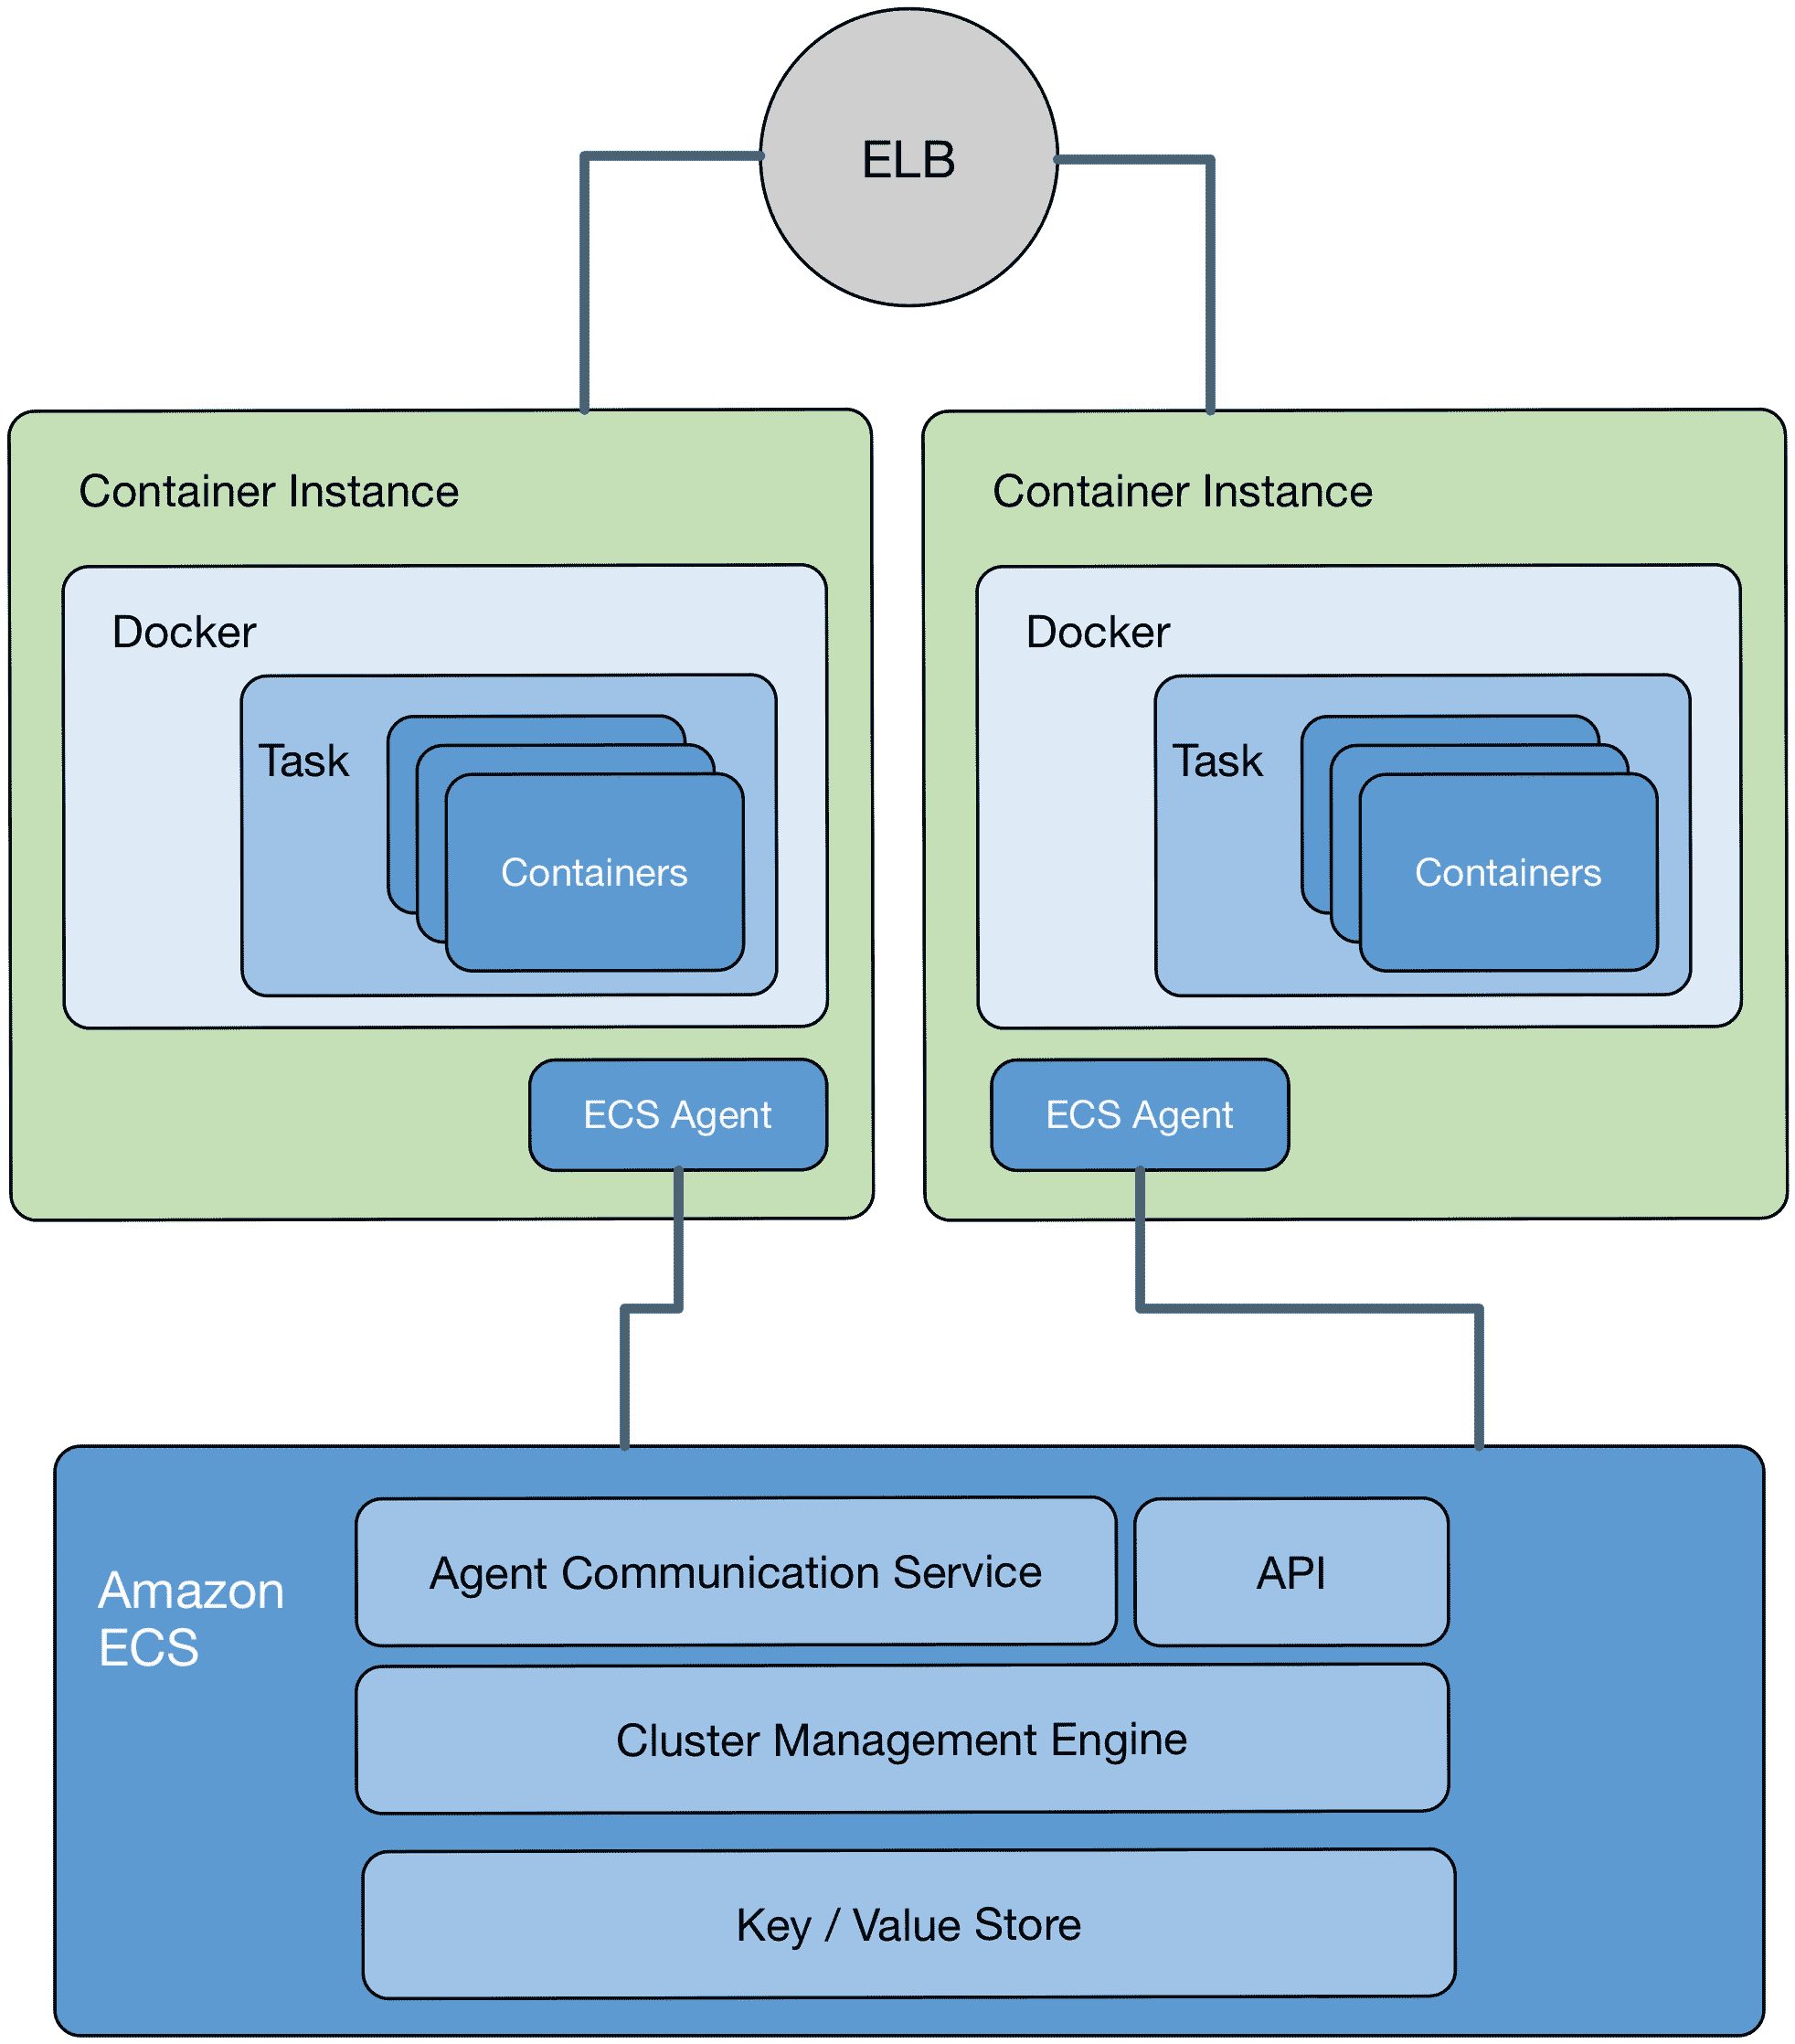 ELB
Container Instance
Docker
Task
Containers
ECS Agent
Container Instance
Docker
Task
Containers
ECS Agent
Amazon
ECS
Agent Communication Service
API
Cluster Management Engine
Key / Value Store